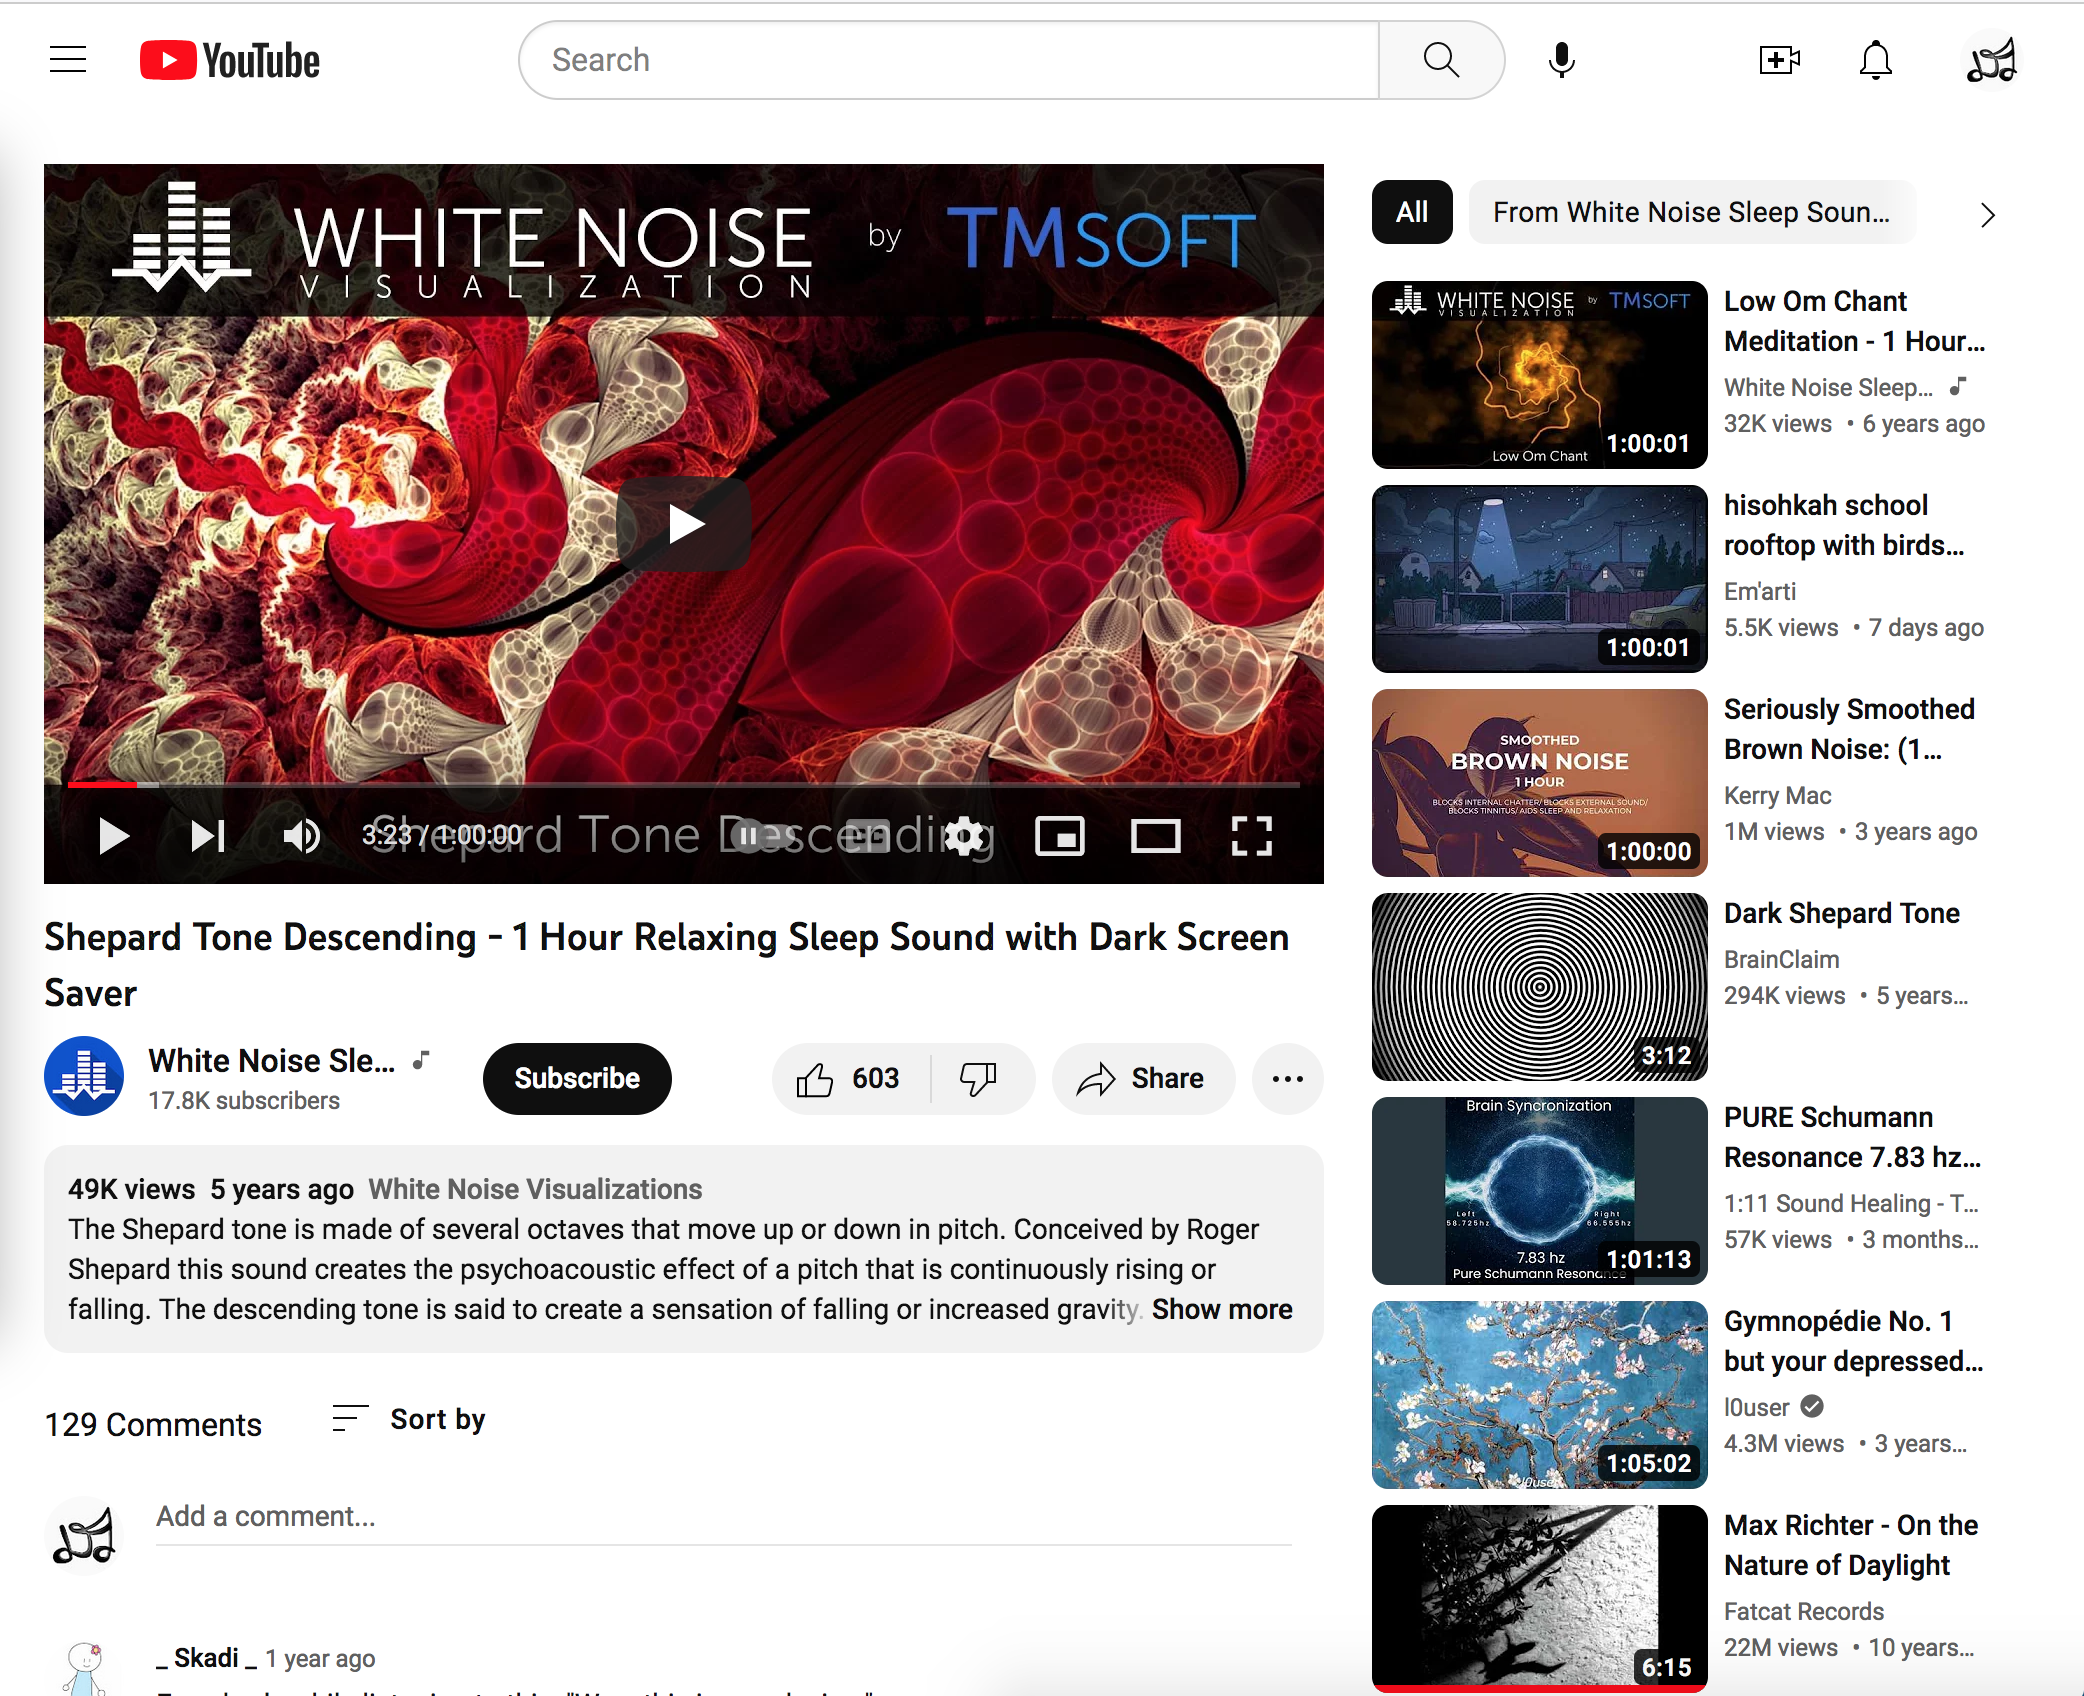 YouTube
Search
WHITE NOISE by TMSOFT
VISUALIZATION
Shepard Tone Descending
3:23 / 1:00:00
Shepard Tone Descending - 1 Hour Relaxing Sleep Sound with Dark Screen
Saver
White Noise Sle...
17.8K subscribers
Subscribe
603
Share
49K views 5 years ago White Noise Visualizations
The Shepard tone is made of several octaves that move up or down in pitch. Conceived by Roger
Shepard this sound creates the psychoacoustic effect of a pitch that is continuously rising or
falling. The descending tone is said to create a sensation of falling or increased gravity. Show more
129 Comments
Sort by
Add a comment...
_ Skadi _ 1 year ago
All
From White Noise Sleep Soun...
WHITE NOISE by TMSOFT
VISUALIZATION
Low Om Chant
1:00:01
Low Om Chant
Meditation - 1 Hour...
White Noise Sleep...
32K views • 6 years ago
1:00:01
hisohkah school
rooftop with birds...
Em'arti
5.5K views • 7 days ago
SMOOTHED
BROWN NOISE
1 HOUR
BLOCKS INTERNAL CHATTER/ BLOCKS EXTERNAL SOUND/
BLOCKS TINNITUS/ AIDS SLEEP AND RELAXATION
1:00:00
Seriously Smoothed
Brown Noise: (1...
Kerry Mac
1M views • 3 years ago
3:12
Dark Shepard Tone
BrainClaim
294K views • 5 years...
Brain Syncronization
Left
58.725hz
Right
66.555hz
7.83 hz
Pure Schumann Resonance
1:01:13
PURE Schumann
Resonance 7.83 hz...
1:11 Sound Healing - T...
57K views • 3 months...
l0user
1:05:02
Gymnopédie No. 1
but your depressed...
l0user
4.3M views • 3 years...
6:15
Max Richter - On the
Nature of Daylight
Fatcat Records
22M views • 10 years...